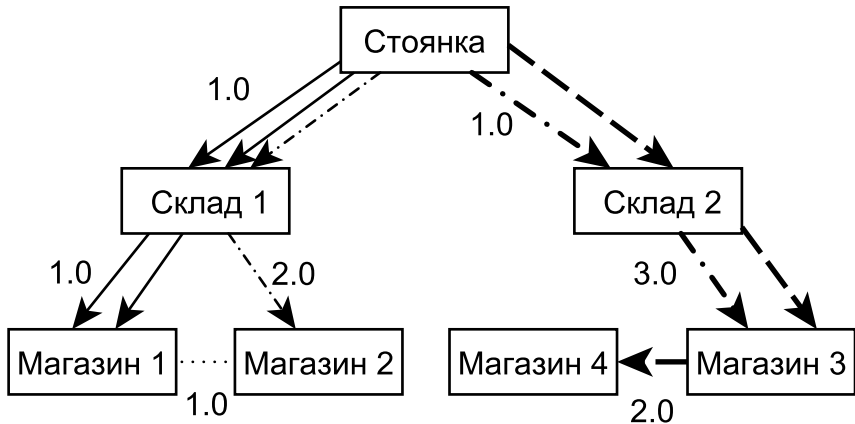 Стоянка
1.0
1.0
Склад 1
Склад 2
1.0
2.0
3.0
Магазин 1
Магазин 2
Магазин 4
Магазин 3
1.0
2.0